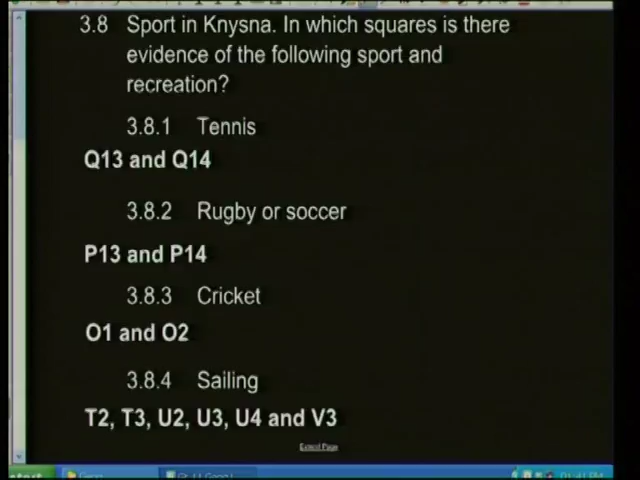 3.8 Sport in Knysna. In which squares is there
evidence of the following sport and
recreation?
3.8.1 Tennis
Q13 and Q14
3.8.2 Rugby or soccer
P13 and P14
3.8.3 Cricket
O1 and O2
3.8.4 Sailing
T2, T3, U2, U3, U4 and V3